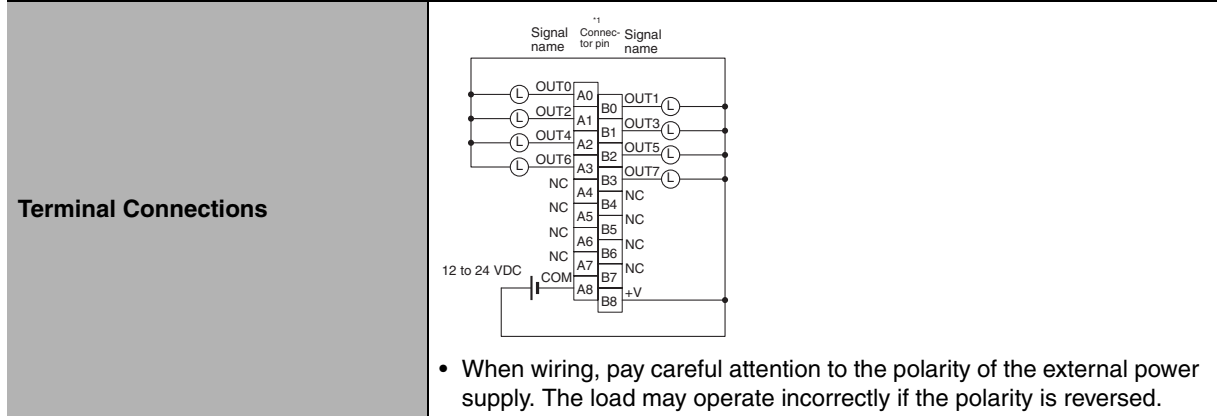 Terminal Connections
*1
Signal name
Connec-tor pin
Signal name
OUT0
A0
B0
OUT1
L
L
OUT2
A1
B1
OUT3
L
L
OUT4
A2
B2
OUT5
L
L
OUT6
A3
B3
OUT7
L
L
NC
A4
B4
NC
NC
A5
B5
NC
NC
A6
B6
NC
NC
A7
B7
NC
12 to 24 VDC
COM
A8
B8
+V
• When wiring, pay careful attention to the polarity of the external power
supply. The load may operate incorrectly if the polarity is reversed.